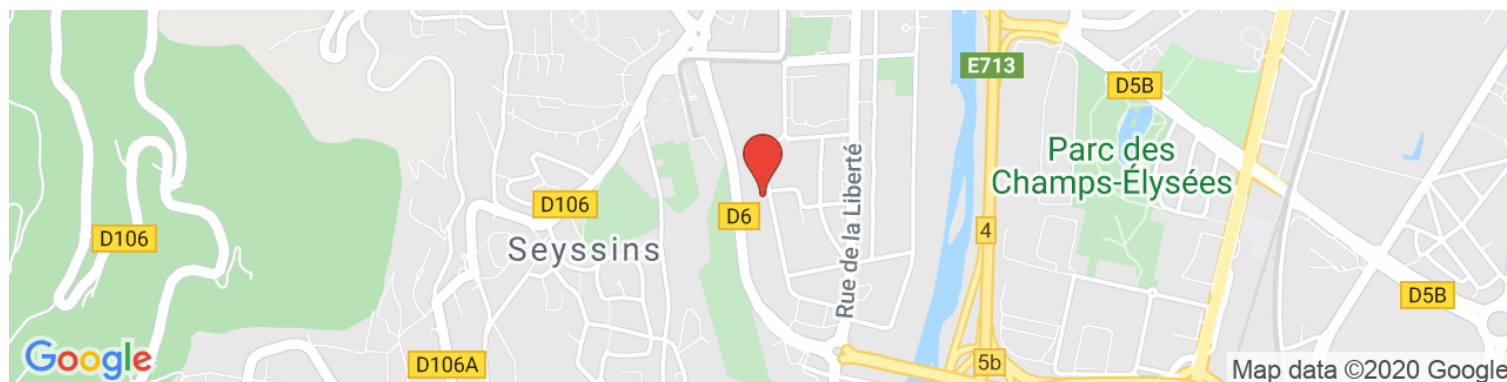 E713
D5B
Parc des
Champs-Élysées
D106
D6
D106
Seyssins
Rue de la Liberté
4
D5B
D106A
5b
Google
Map data ©2020 Google